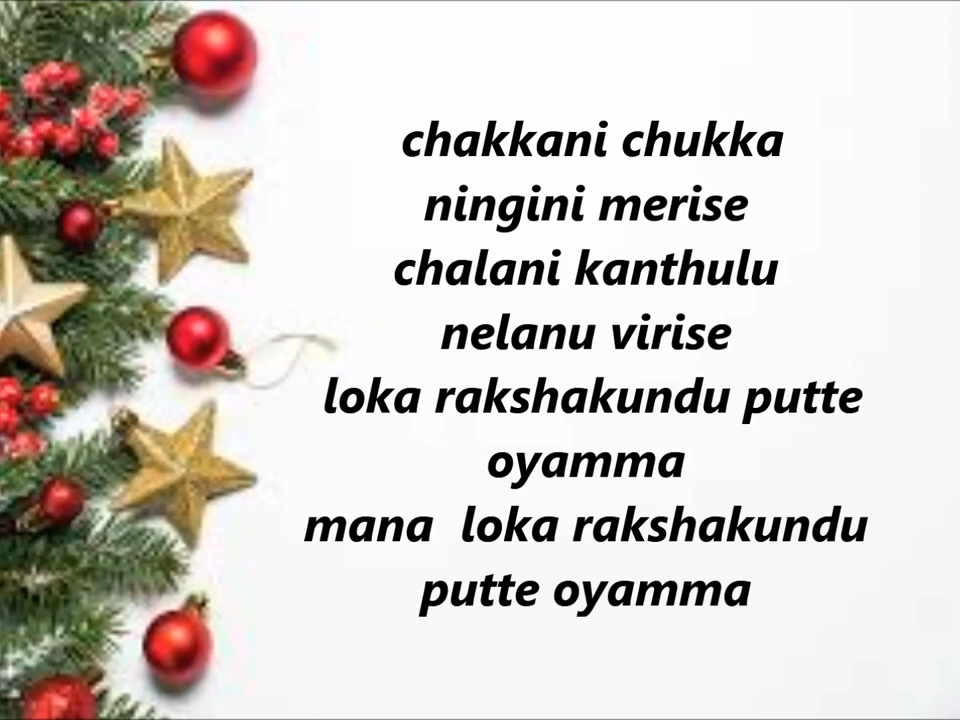 chakkani chukka
ningini merise
chalani kanthulu
nelanu virise
loka rakshakundu putte
oyamma
mana  loka rakshakundu
putte oyamma